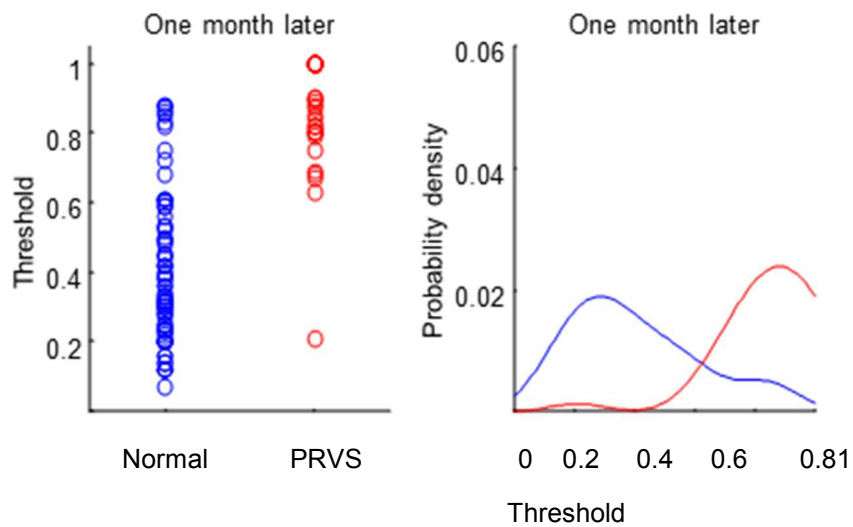 One month later
Threshold
1
0.8
0.6
0.4
0.2
Normal PRVS
One month later
Probability density
0.06
0.04
0.02
0 0.2 0.4 0.6 0.81
Threshold